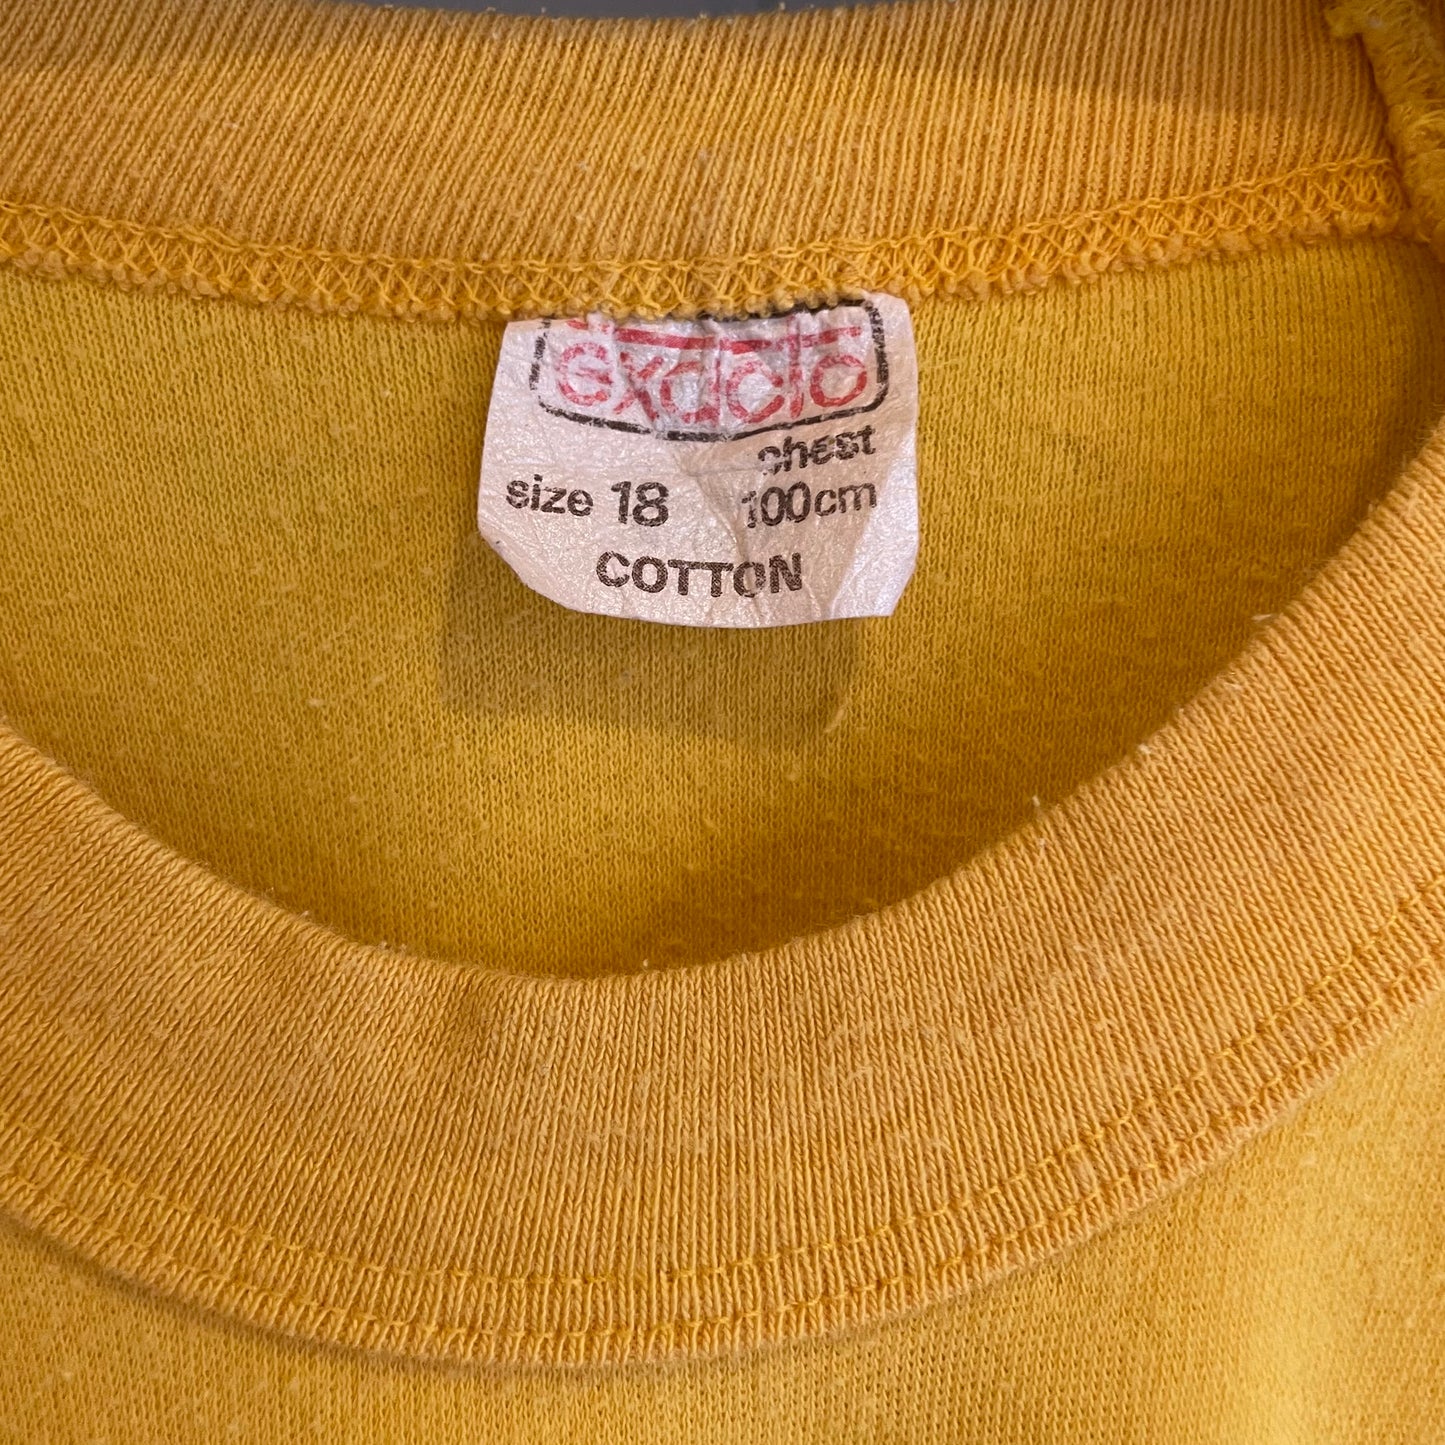 exacto
chest
size 18 100cm
COTTON